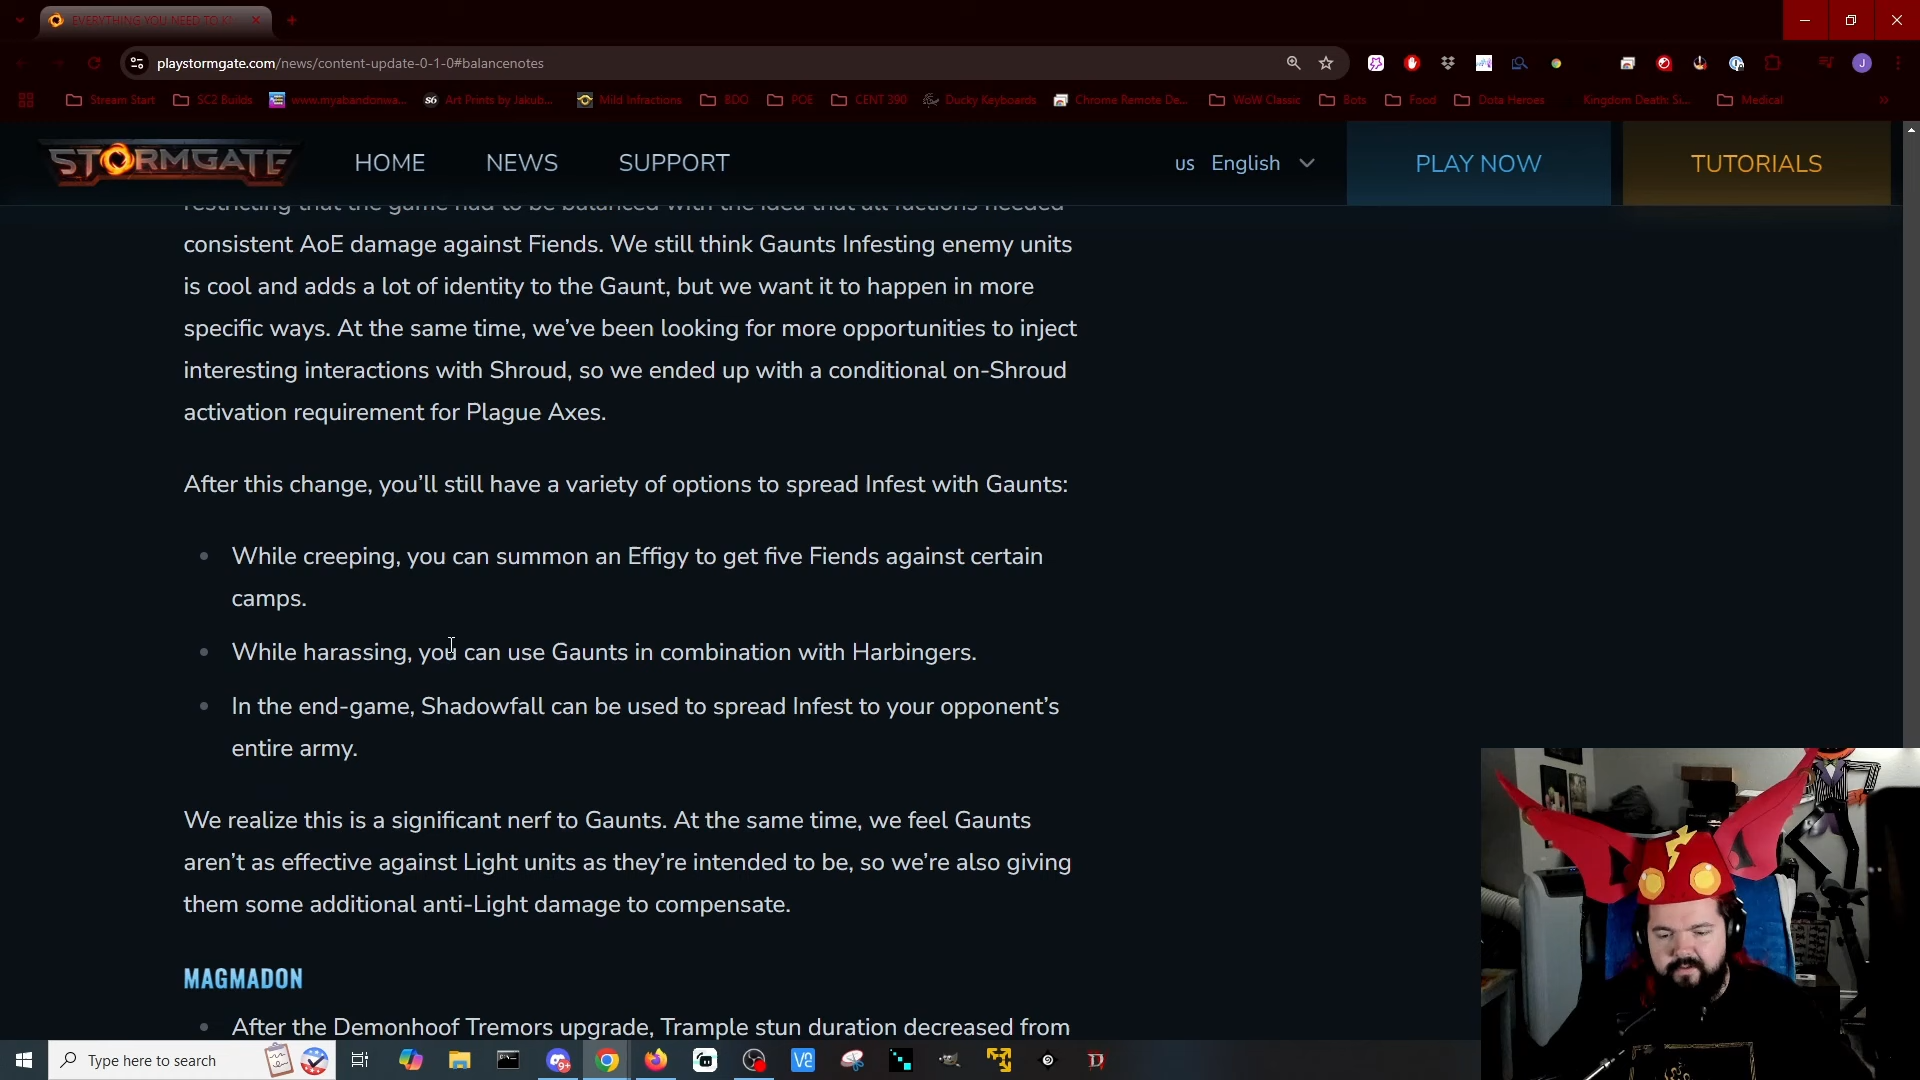 EVERYTHING YOU NEED TO K
playstormgate.com/news/content-update-0-1-0#balancenotes
Stream Start
SC2 Builds
www.myabandonwa...
Art Prints by Jakub...
Mild Infractions
BDO
POE
CENT 390
Ducky Keyboards
Chrome Remote De...
WoW Classic
Bots
Food
Dota Heroes
Kingdom Death: Si...
Medical
STORMGATE
HOME
NEWS
SUPPORT
us English
PLAY NOW
TUTORIALS
restricting that the game had to be balanced with the idea that all factions needed
consistent AoE damage against Fiends. We still think Gaunts Infesting enemy units
is cool and adds a lot of identity to the Gaunt, but we want it to happen in more
specific ways. At the same time, we’ve been looking for more opportunities to inject
interesting interactions with Shroud, so we ended up with a conditional on-Shroud
activation requirement for Plague Axes.
After this change, you’ll still have a variety of options to spread Infest with Gaunts:
While creeping, you can summon an Effigy to get five Fiends against certain
camps.
While harassing, you can use Gaunts in combination with Harbingers.
In the end-game, Shadowfall can be used to spread Infest to your opponent’s
entire army.
We realize this is a significant nerf to Gaunts. At the same time, we feel Gaunts
aren’t as effective against Light units as they’re intended to be, so we’re also giving
them some additional anti-Light damage to compensate.
MAGMADON
After the Demonhoof Tremors upgrade, Trample stun duration decreased from
Type here to search